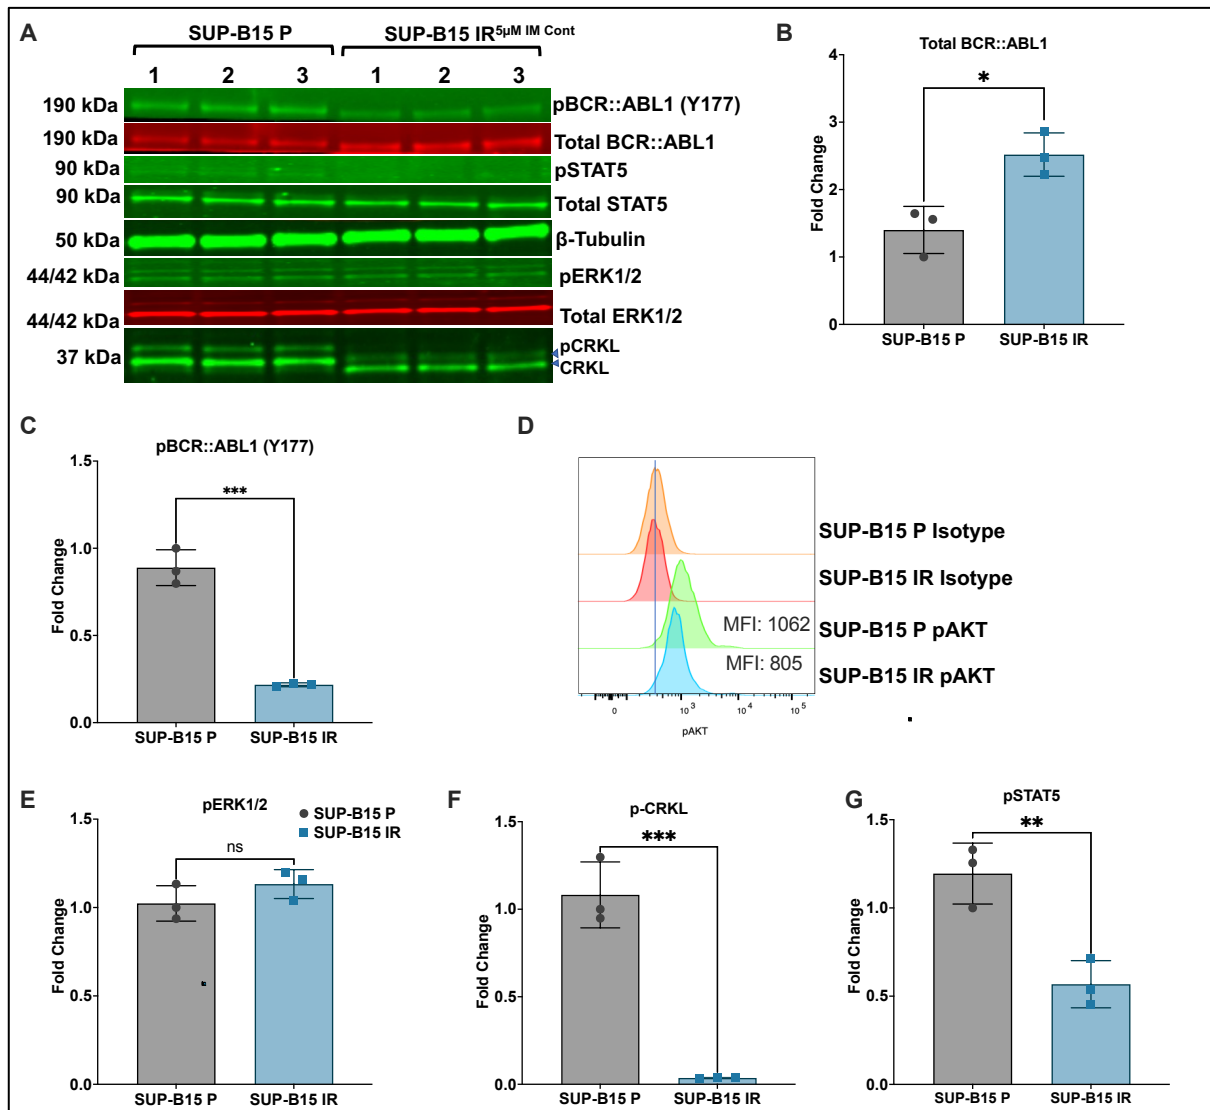 A
SUP-B15 P
SUP-B15 IR5µM IM Cont
1 2 3 1 2 3
190 kDa pBCR::ABL1 (Y177)
190 kDa Total BCR::ABL1
90 kDa pSTAT5
90 kDa Total STAT5
50 kDa β-Tubulin
44/42 kDa pERK1/2
44/42 kDa Total ERK1/2
37 kDa pCRKL
CRKL
B
Total BCR::ABL1
*
Fold Change
4
3
2
1
0
SUP-B15 P SUP-B15 IR
C
pBCR::ABL1 (Y177)
***
Fold Change
1.5
1.0
0.5
0.0
SUP-B15 P SUP-B15 IR
D
SUP-B15 P Isotype
SUP-B15 IR Isotype
MFI: 1062 SUP-B15 P pAKT
MFI: 805 SUP-B15 IR pAKT
0 10^3 10^4 10^5
pAKT
E
pERK1/2
SUP-B15 P
SUP-B15 IR
ns
Fold Change
1.5
1.0
0.5
0.0
SUP-B15 P SUP-B15 IR
F
p-CRKL
***
Fold Change
1.5
1.0
0.5
0.0
SUP-B15 P SUP-B15 IR
G
pSTAT5
**
Fold Change
1.5
1.0
0.5
0.0
SUP-B15 P SUP-B15 IR